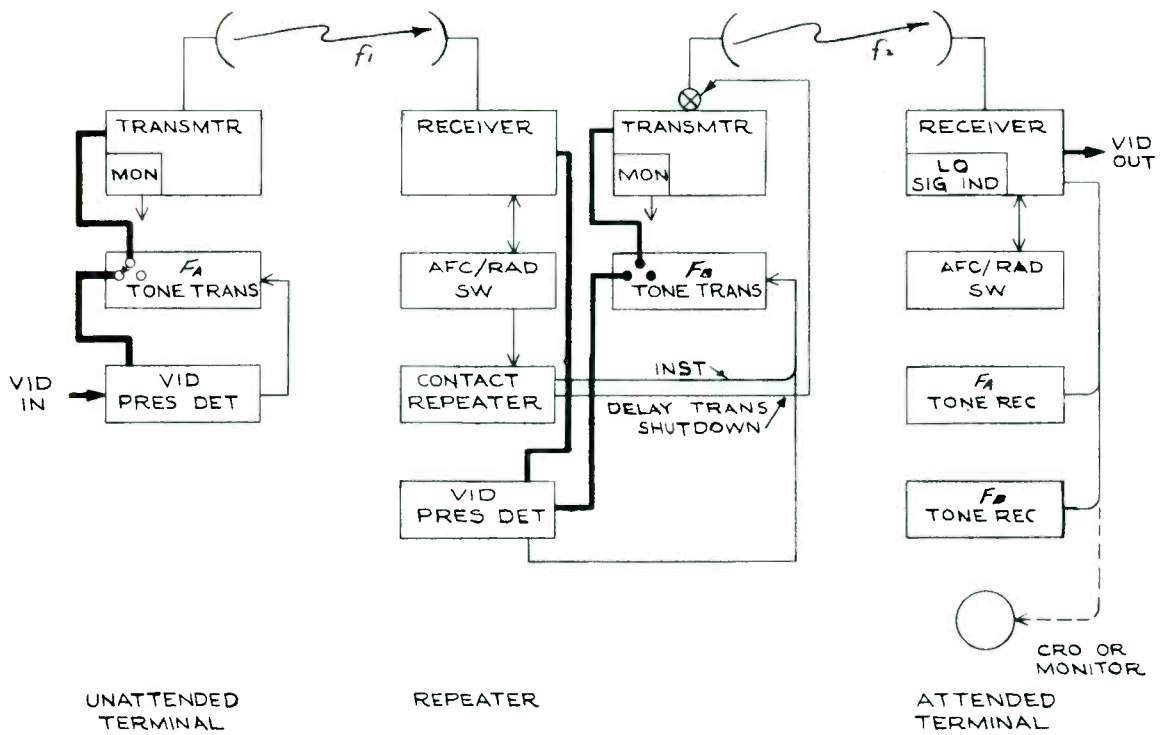 f1
f2
TRANSMTR
MON
FA
TONE TRANS
VID
IN
VID
PRES DET
RECEIVER
AFC/RAD
SW
CONTACT
REPEATER
VID
PRES DET
TRANSMTR
MON
FB
TONE TRANS
INST
DELAY TRANS
SHUTDOWN
RECEIVER
LO
SIG IND
VID
OUT
AFC/RAD
SW
FA
TONE REC
FB
TONE REC
CRO OR
MONITOR
UNATTENDED
TERMINAL
REPEATER
ATTENDED
TERMINAL